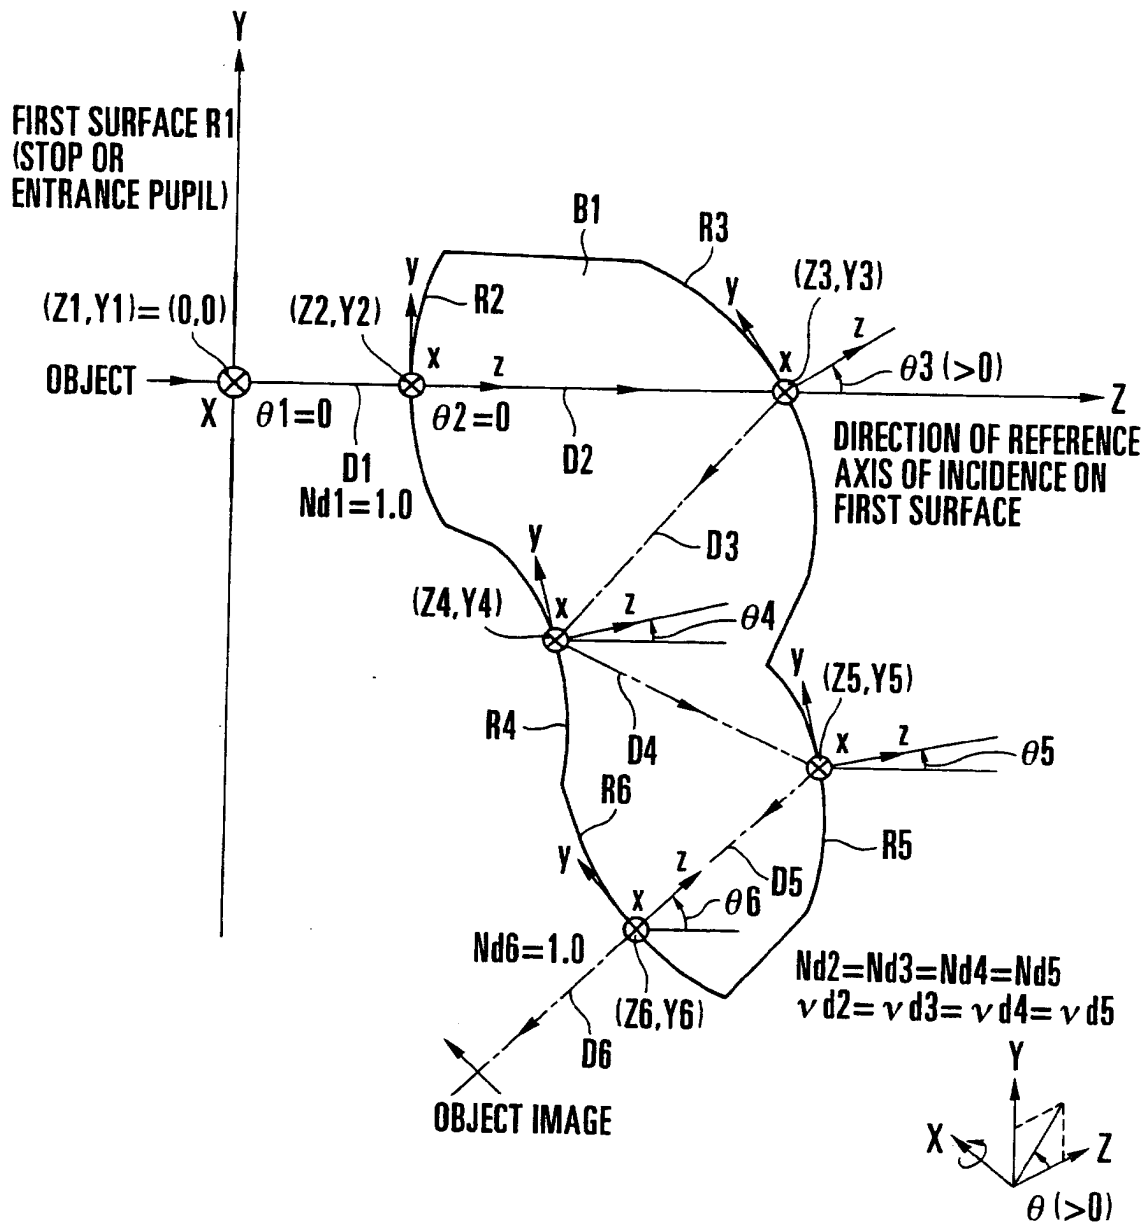 Y
FIRST SURFACE R1
(STOP OR
ENTRANCE PUPIL)
B1
R3
(Z1,Y1)=(0,0)
(Z2,Y2)
y
R2
y
(Z3,Y3)
z
OBJECT
x
z
x
θ3 (>0)
X
θ1=0
θ2=0
Z
D1
D2
Nd1=1.0
DIRECTION OF REFERENCE
AXIS OF INCIDENCE ON
FIRST SURFACE
y
D3
(Z4,Y4)
x
z
θ4
y
(Z5,Y5)
R4
D4
x
z
θ5
R6
y
z
D5
R5
x
θ6
Nd6=1.0
(Z6,Y6)
Nd2=Nd3=Nd4=Nd5
νd2=νd3=νd4=νd5
D6
OBJECT IMAGE
Y
X
Z
θ (>0)